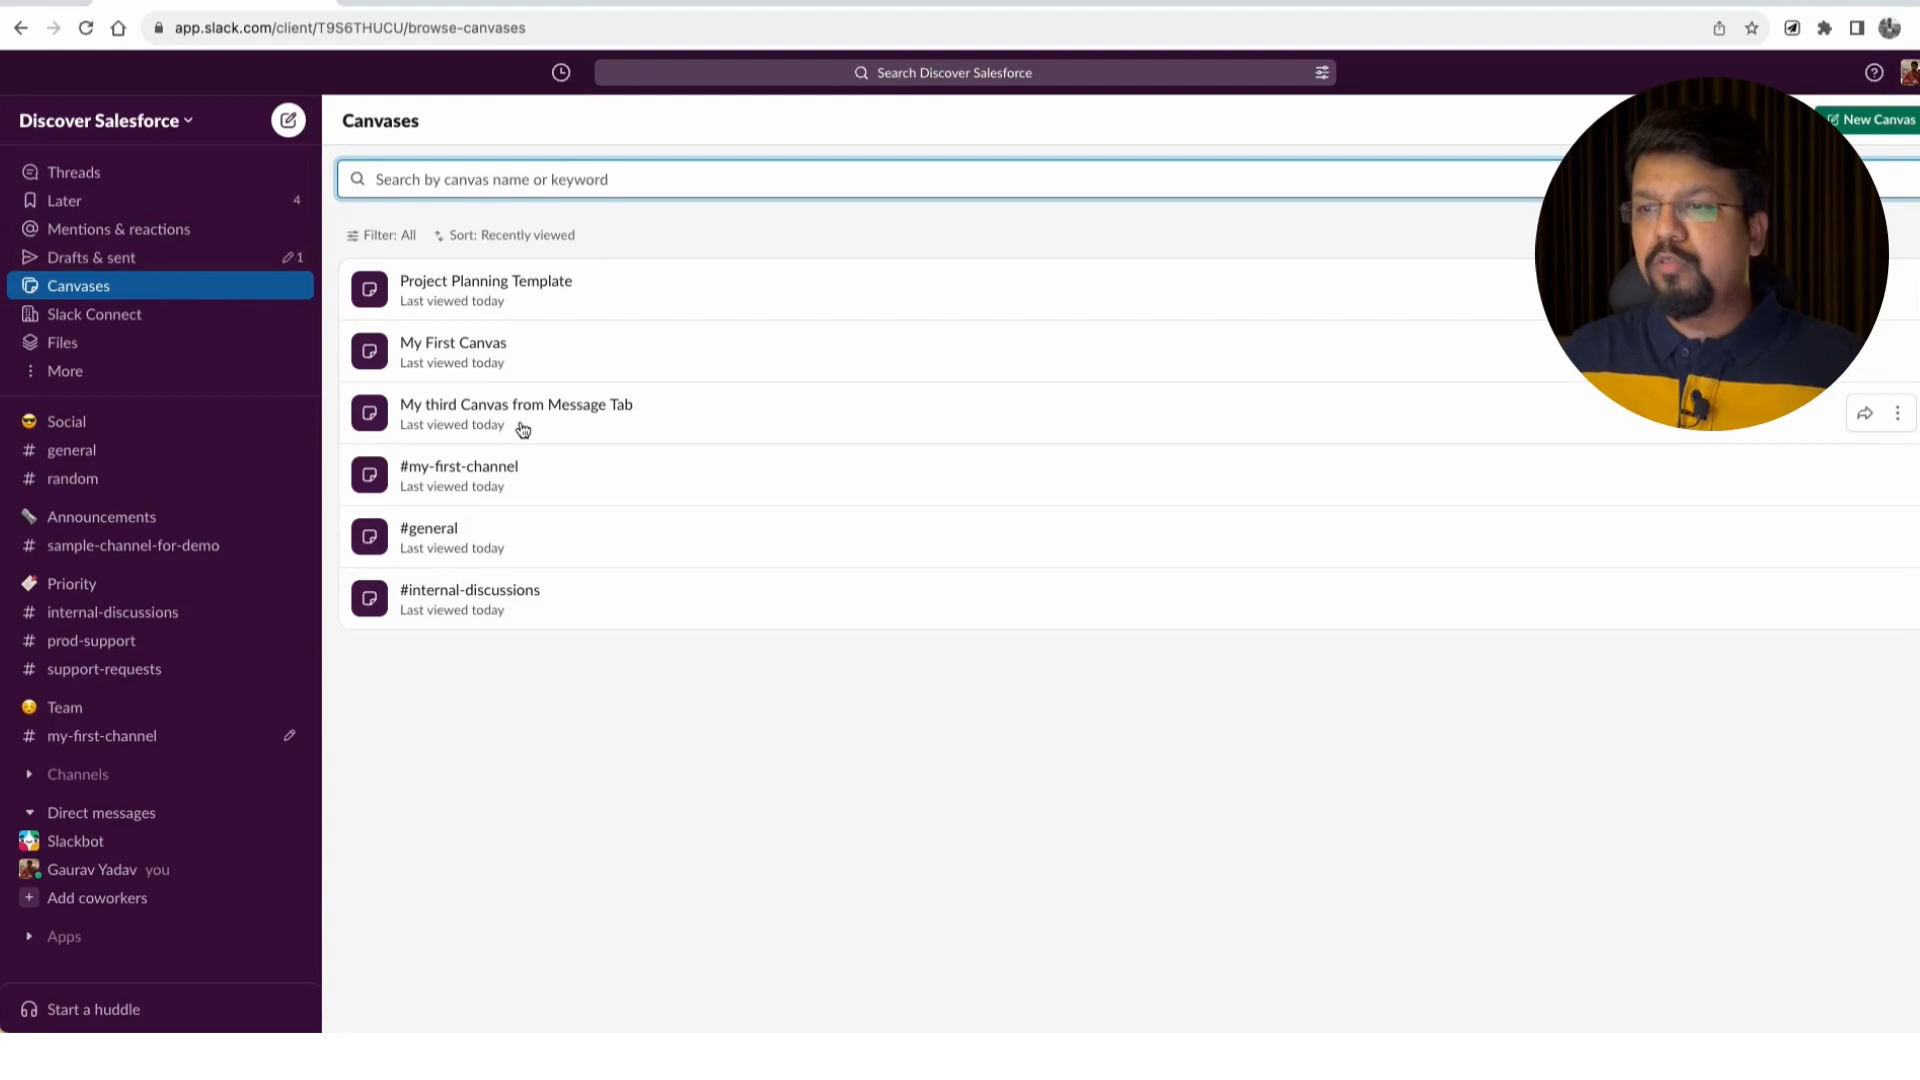 app.slack.com/client/T9S6THUCU/browse-canvases
Search Discover Salesforce
Discover Salesforce
Canvases
New Canvas
Search by canvas name or keyword
Threads
Later 4
Mentions & reactions
Drafts & sent 1
Canvases
Slack Connect
Files
More
Filter: All Sort: Recently viewed
Project Planning Template
Last viewed today
My First Canvas
Last viewed today
My third Canvas from Message Tab
Last viewed today
#my-first-channel
Last viewed today
#general
Last viewed today
#internal-discussions
Last viewed today
Social
# general
# random
Announcements
# sample-channel-for-demo
Priority
# internal-discussions
# prod-support
# support-requests
Team
# my-first-channel
Channels
Direct messages
Slackbot
Gaurav Yadav you
+ Add coworkers
Apps
Start a huddle